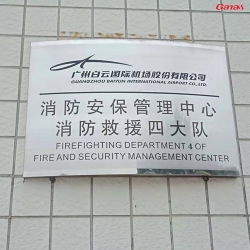 Ganas
广州白云国际机场股份有限公司
GUANGZHOU BAIYUN INTERNATIONAL AIRPORT CO.,LTD.
消防安保管理中心
消防救援四大队
FIREFIGHTING DEPARTMENT 4 OF
FIRE AND SECURITY MANAGEMENT CENTER